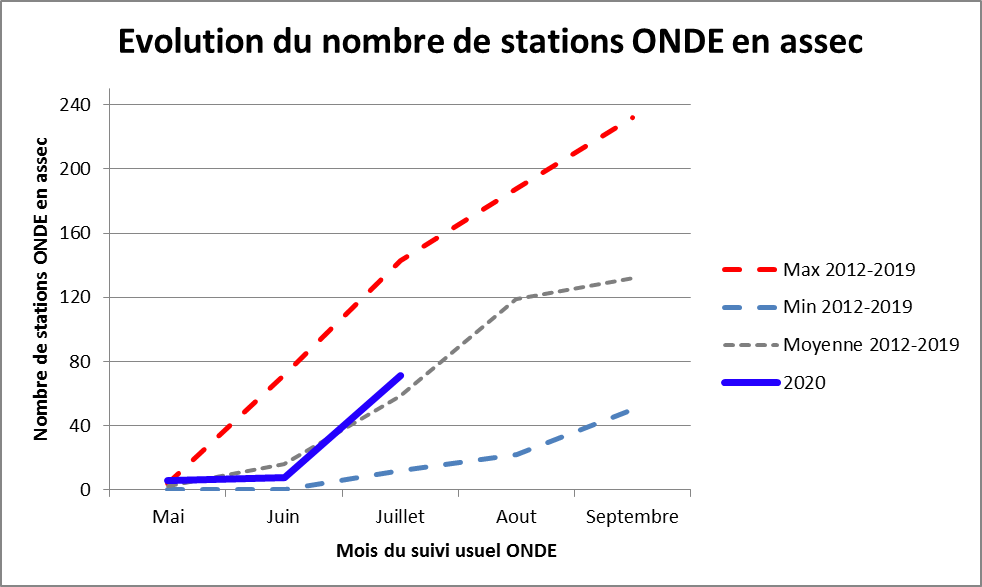 Evolution du nombre de stations ONDE en assec
Nombre de stations ONDE en assec
240
200
160
120
80
40
0
Mai Juin Juillet Aout Septembre
Mois du suivi usuel ONDE
Max 2012-2019
Min 2012-2019
Moyenne 2012-2019
2020